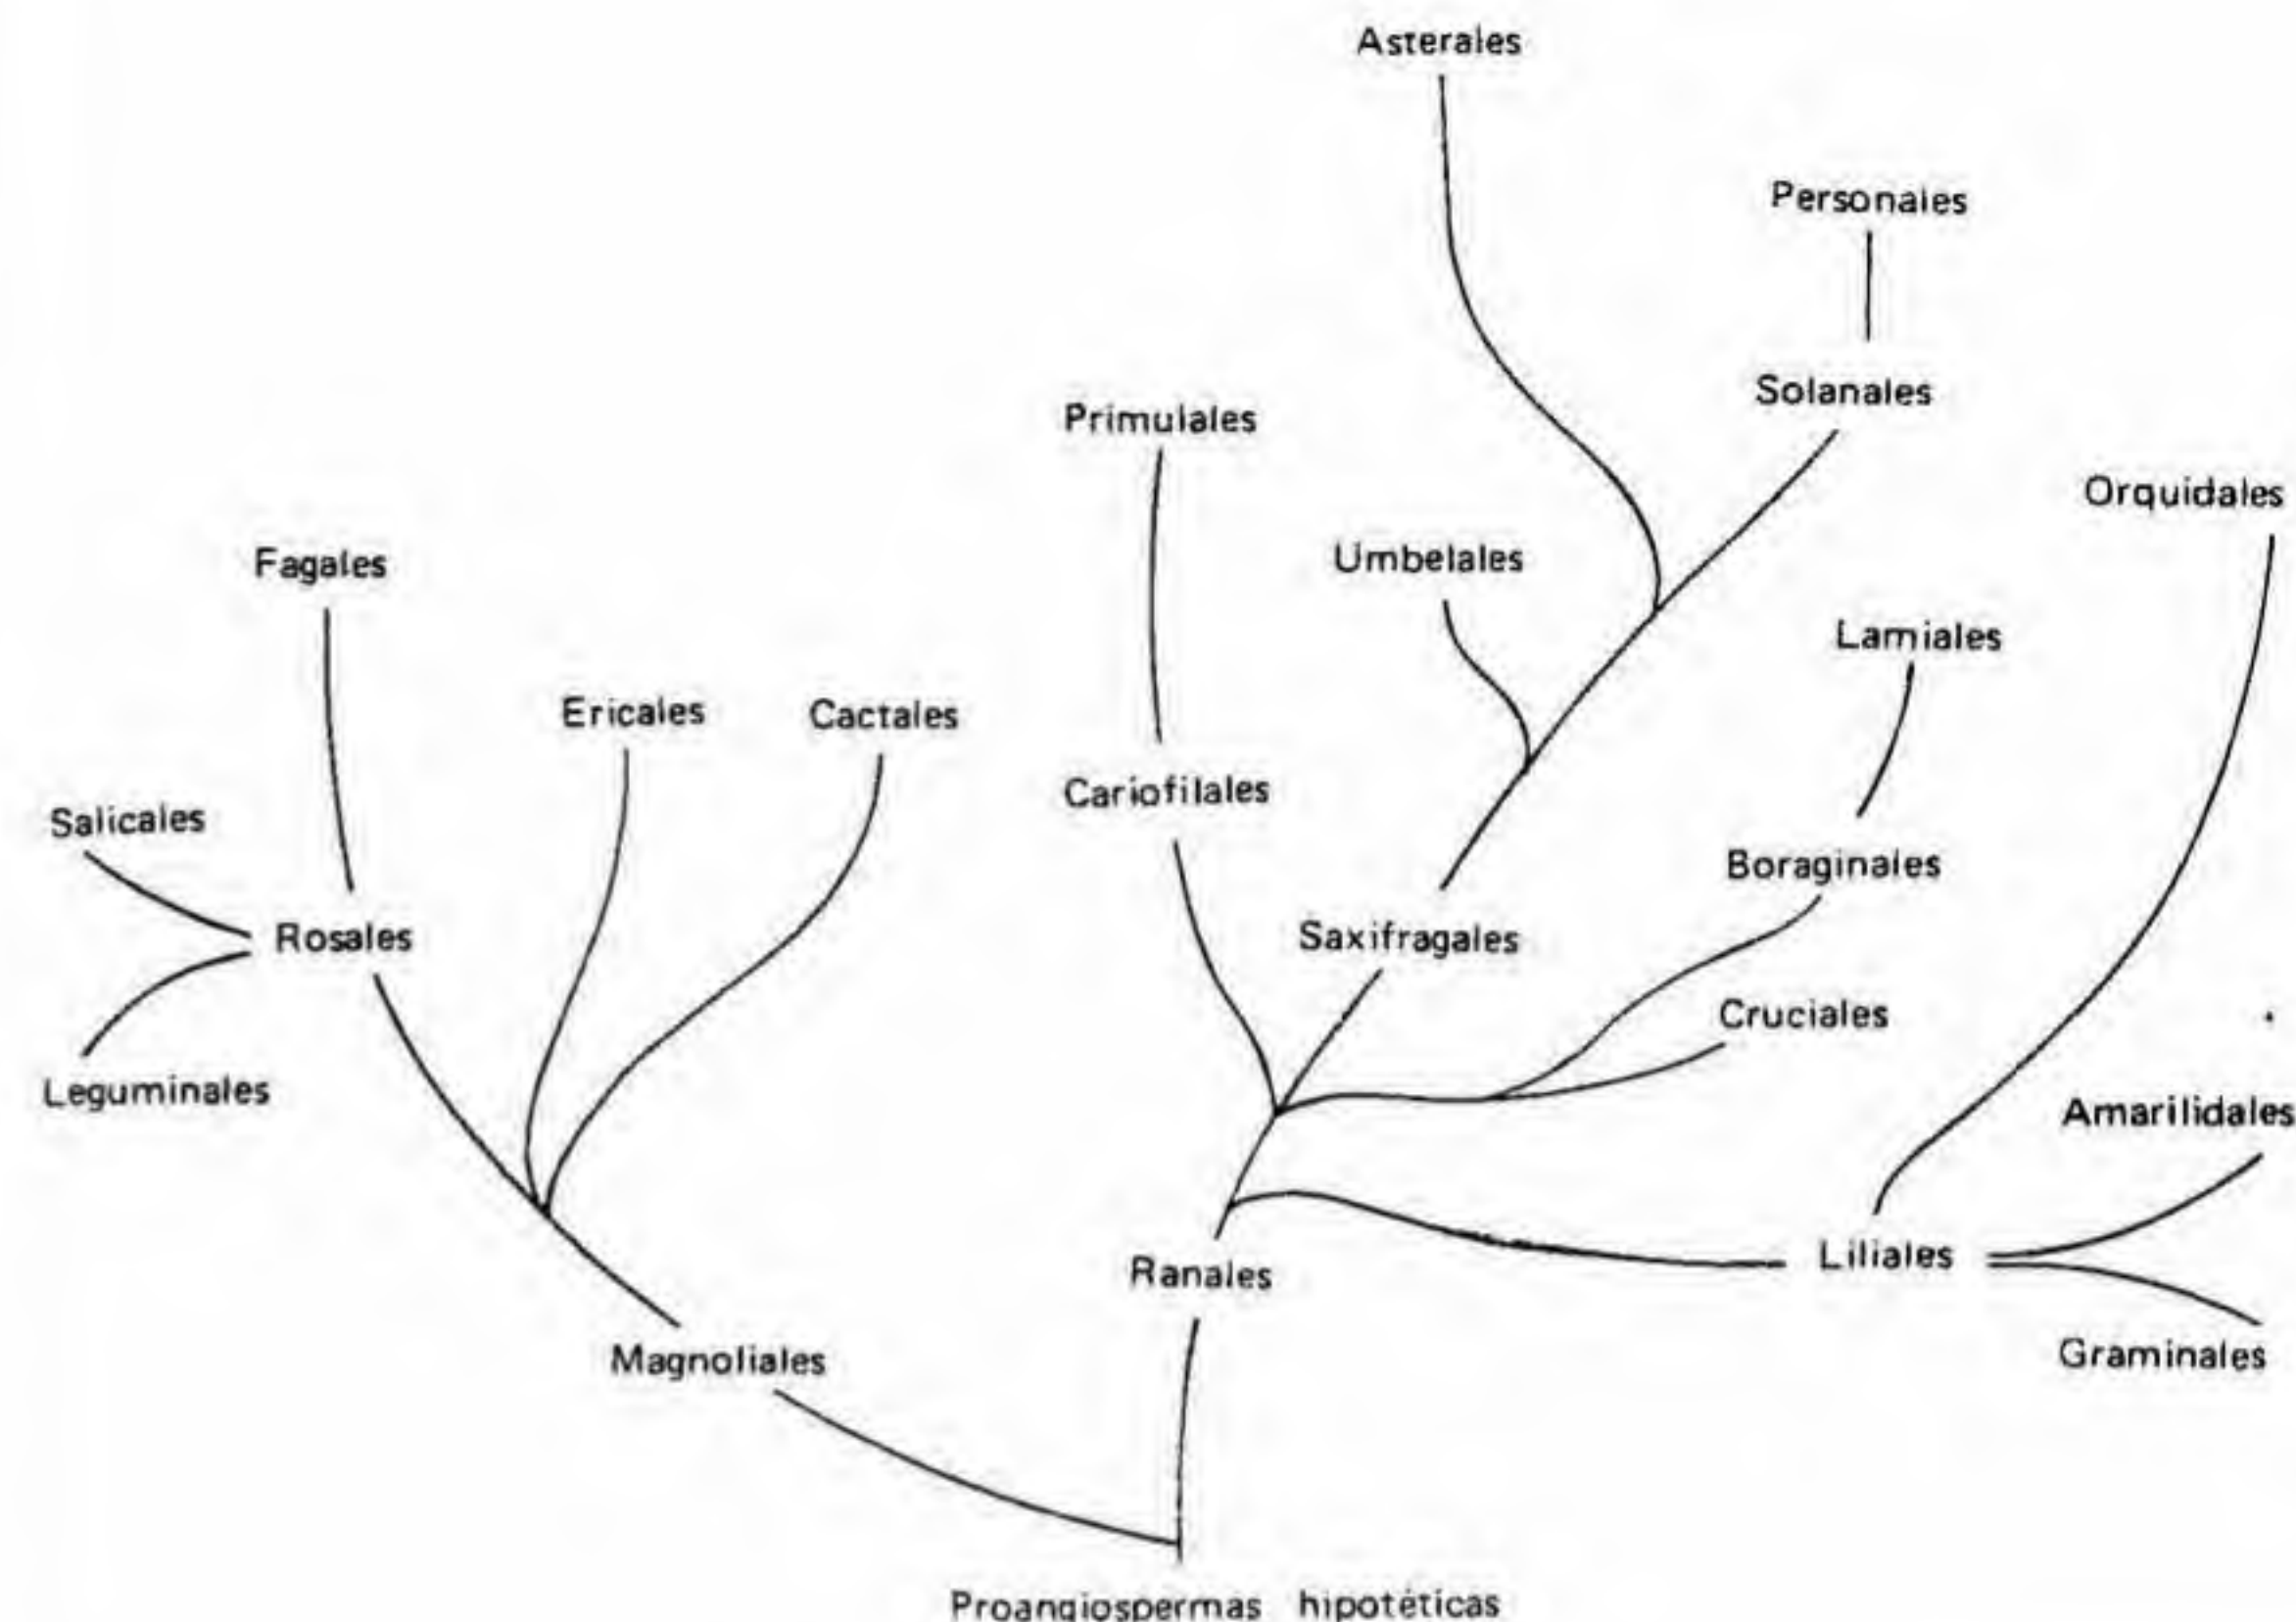 Asterales
Personales
Solanales
Primulales
Orquidales
Umbelales
Fagales
Lamiales
Ericales
Cactales
Cariofilales
Salicales
Boraginales
Rosales
Saxifragales
Cruciales
Leguminales
Amarilidales
Liliales
Ranales
Graminales
Magnoliales
Proangiospermas hipotéticas